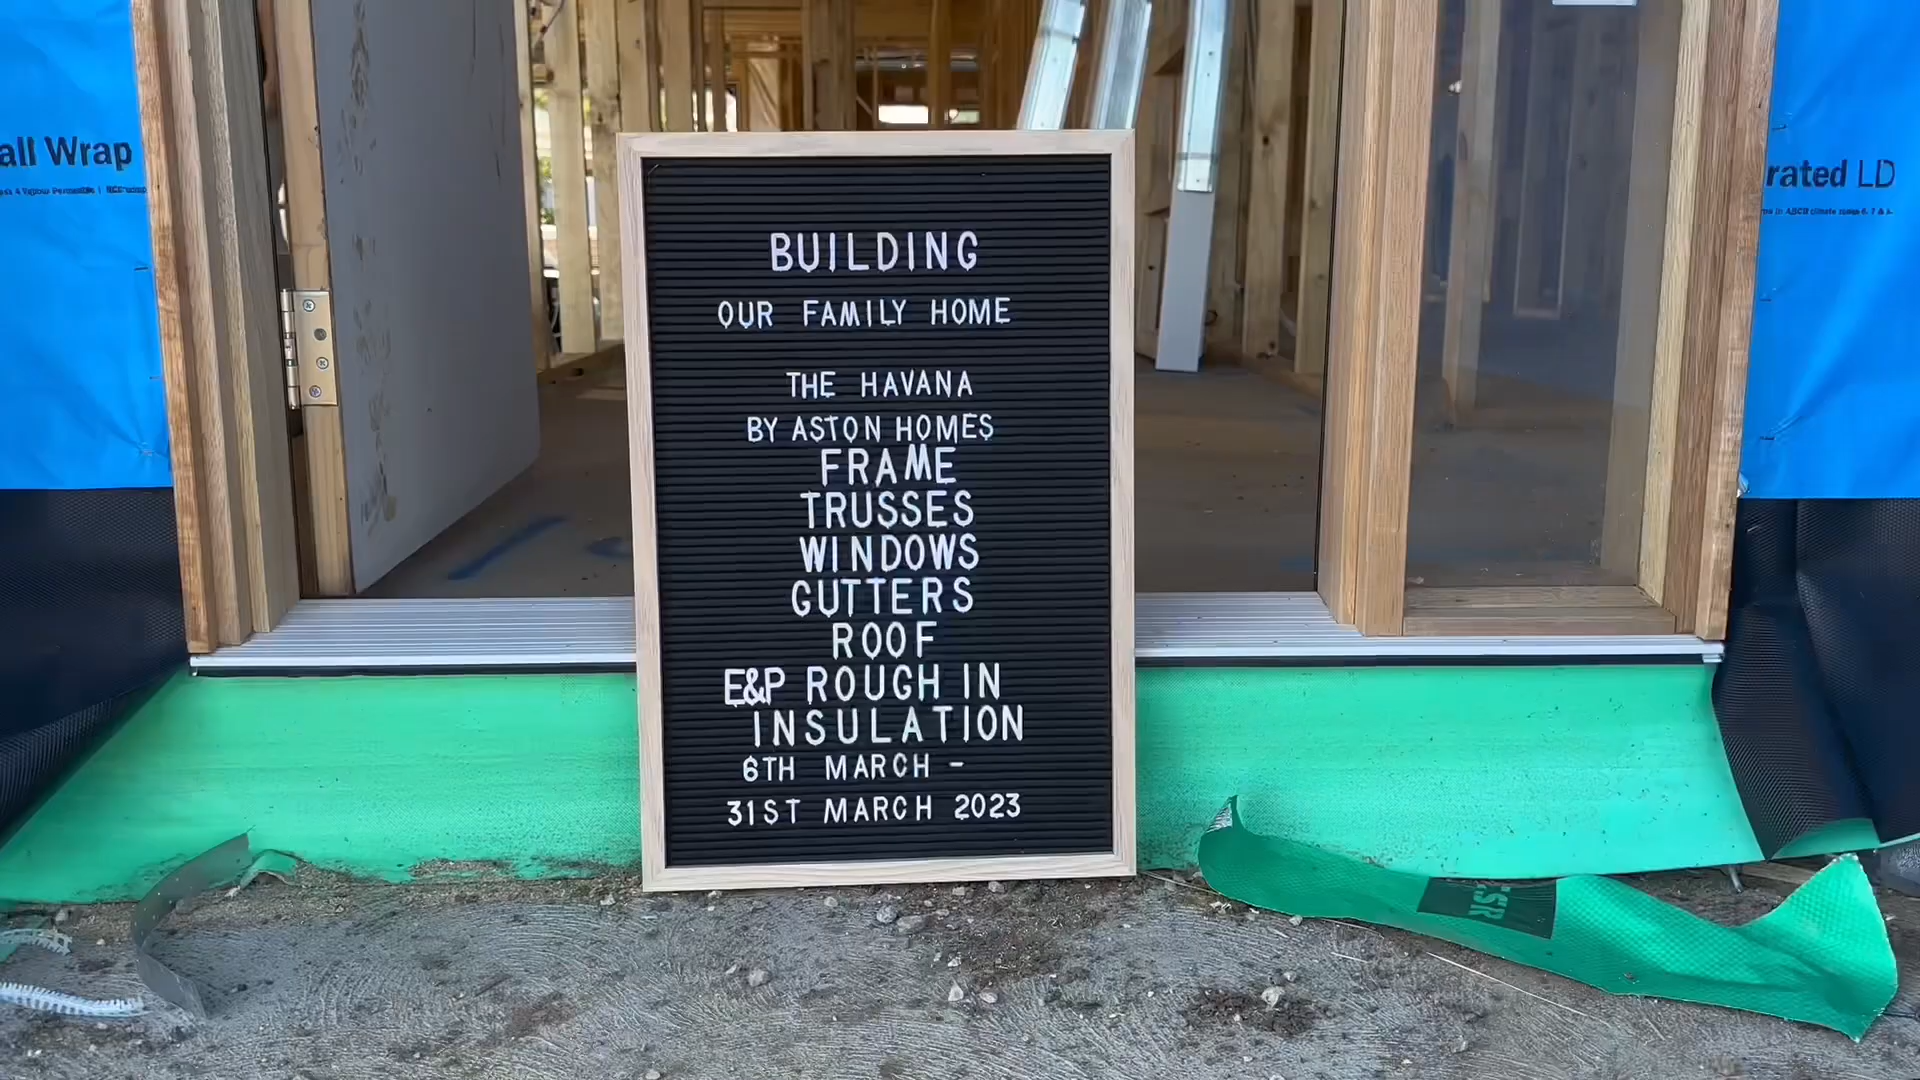 all Wrap
BUILDING
OUR FAMILY HOME
THE HAVANA
BY ASTON HOMES
FRAME
TRUSSES
WINDOWS
GUTTERS
ROOF
E&P ROUGH IN
INSULATION
6TH MARCH -
31ST MARCH 2023
rated LD